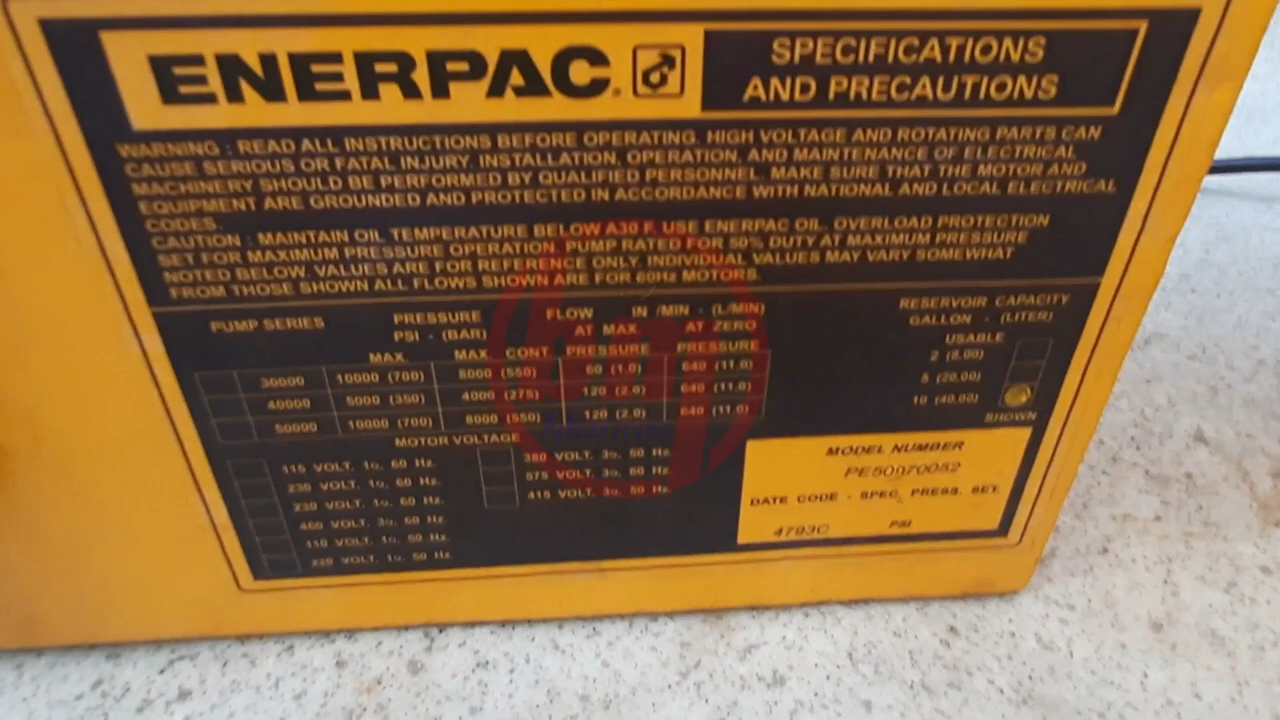 ENERPAC.
SPECIFICATIONS
AND PRECAUTIONS
WARNING : READ ALL INSTRUCTIONS BEFORE OPERATING. HIGH VOLTAGE AND ROTATING PARTS CAN
CAUSE SERIOUS OR FATAL INJURY. INSTALLATION, OPERATION, AND MAINTENANCE OF ELECTRICAL
MACHINERY SHOULD BE PERFORMED BY QUALIFIED PERSONNEL. MAKE SURE THAT THE MOTOR AND
EQUIPMENT ARE GROUNDED AND PROTECTED IN ACCORDANCE WITH NATIONAL AND LOCAL ELECTRICAL
CODES.
CAUTION : MAINTAIN OIL TEMPERATURE BELOW A30 F. USE ENERPAC OIL. OVERLOAD PROTECTION
SET FOR MAXIMUM PRESSURE OPERATION. PUMP RATED FOR 50% DUTY AT MAXIMUM PRESSURE
NOTED BELOW. VALUES ARE FOR REFERENCE ONLY. INDIVIDUAL VALUES MAY VARY SOMEWHAT
FROM THOSE SHOWN ALL FLOWS SHOWN ARE FOR 60Hz MOTORS.
PUMP SERIES PRESSURE FLOW IN /MIN - (L/MIN)
PSI - (BAR) AT MAX. AT ZERO
MAX. MAX. CONT. PRESSURE PRESSURE
30000 10000 (700) 8000 (550) 60 (1.0) 640 (11.0)
40000 5000 (350) 4000 (275) 120 (2.0) 640 (11.0)
50000 10000 (700) 8000 (550) 120 (2.0) 640 (11.0)
RESERVOIR CAPACITY
GALLON - (LITER)
USABLE
2 (8,00)
5 (20,00)
10 (40,00)
SHOWN
MOTOR VOLTAGE
115 VOLT. 1o, 60 Hz.
230 VOLT. 1o, 60 Hz.
230 VOLT. 1o, 60 Hz
460 VOLT. 3o, 60 Hz.
110 VOLT. 1o, 50 Hz.
220 VOLT. 1o, 50 Hz.
380 VOLT. 3o, 50 Hz.
575 VOLT. 3o, 60 Hz.
415 VOLT. 3o, 50 Hz.
MODEL NUMBER
DATE CODE - SPEC. PRESS. SET.
4793C PSI